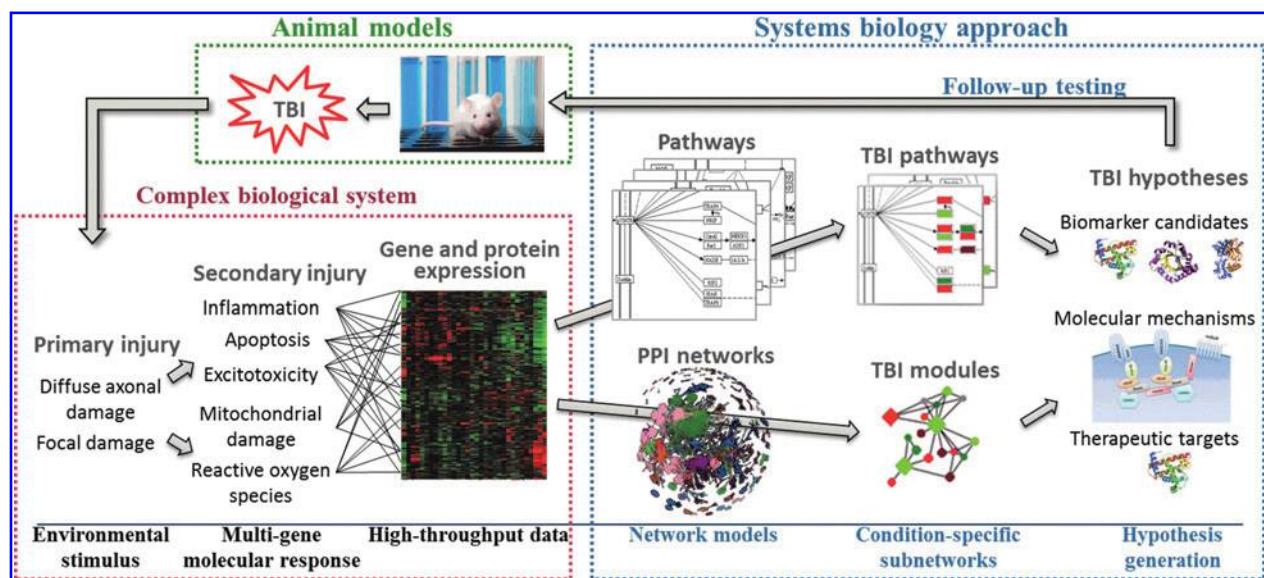 Animal models
Systems biology approach
TBI
Follow-up testing
Complex biological system
Pathways
TBI pathways
TBI hypotheses
Biomarker candidates
Gene and protein
expression
Secondary injury
Inflammation
Apoptosis
Excitotoxicity
Mitochondrial
damage
Reactive oxygen
species
Primary injury
Diffuse axonal
damage
Focal damage
PPI networks
TBI modules
Molecular mechanisms
Therapeutic targets
Environmental
stimulus
Multi-gene
molecular response
High-throughput data
Network models
Condition-specific
subnetworks
Hypothesis
generation